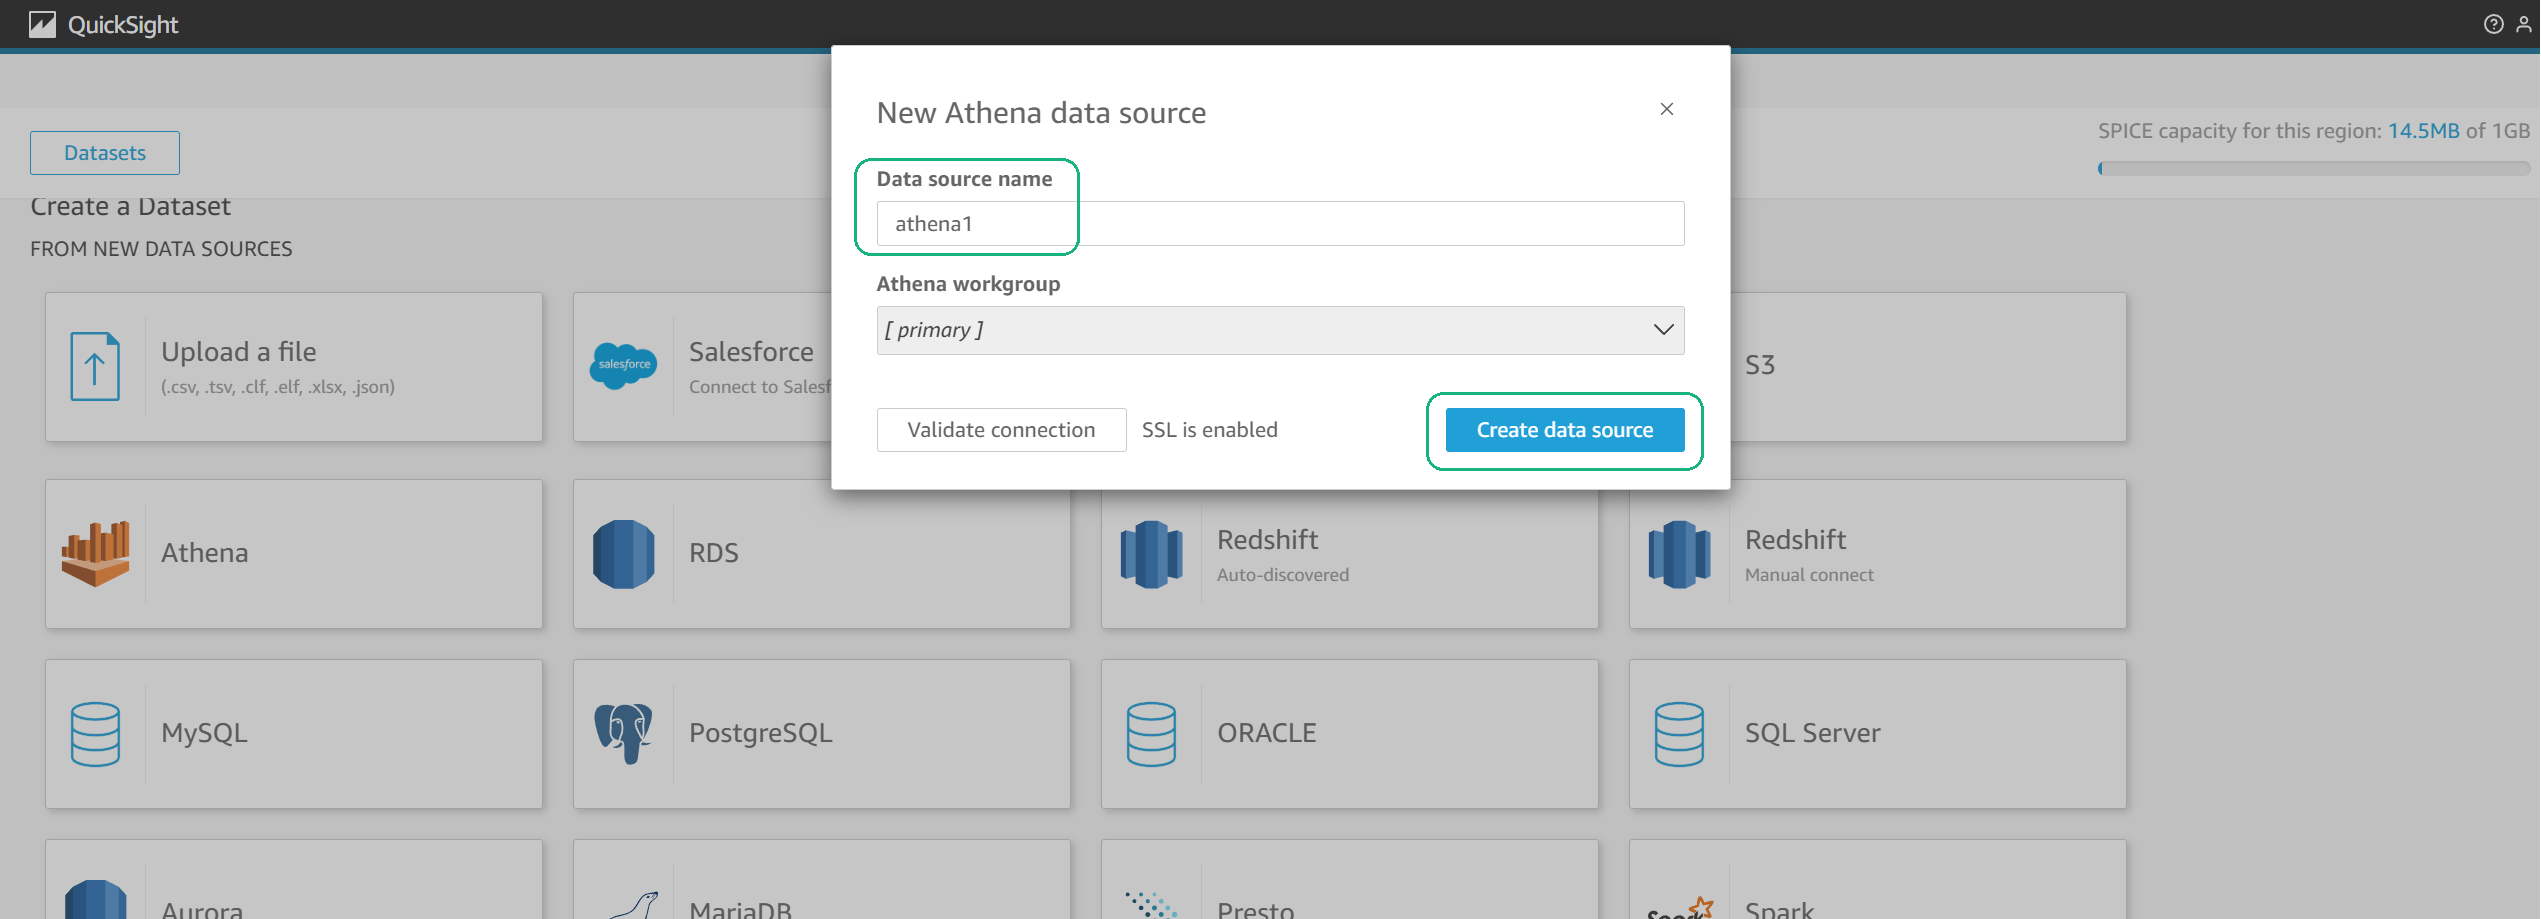 QuickSight
New Athena data source
Datasets
SPICE capacity for this region: 14.5MB of 1GB
Data source name
athena1
Create a Dataset
FROM NEW DATA SOURCES
Athena workgroup
[ primary ]
Validate connection
SSL is enabled
Create data source
Upload a file
(.csv, .tsv, .clf, .elf, .xlsx, .json)
salesforce
Salesforce
Connect to Salesf
S3
Athena
RDS
Redshift
Auto-discovered
Redshift
Manual connect
MySQL
PostgreSQL
ORACLE
SQL Server
Aurora
MariaDB
Presto
Spark
Spark